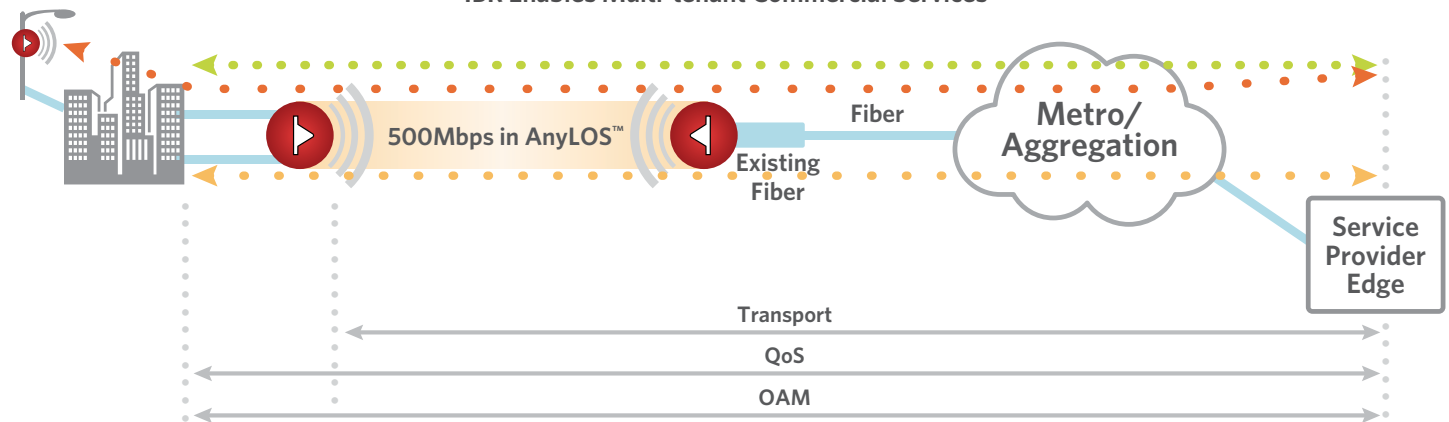 500Mbps in AnyLOS™
Fiber
Existing
Fiber
Metro/
Aggregation
Service
Provider
Edge
Transport
QoS
OAM